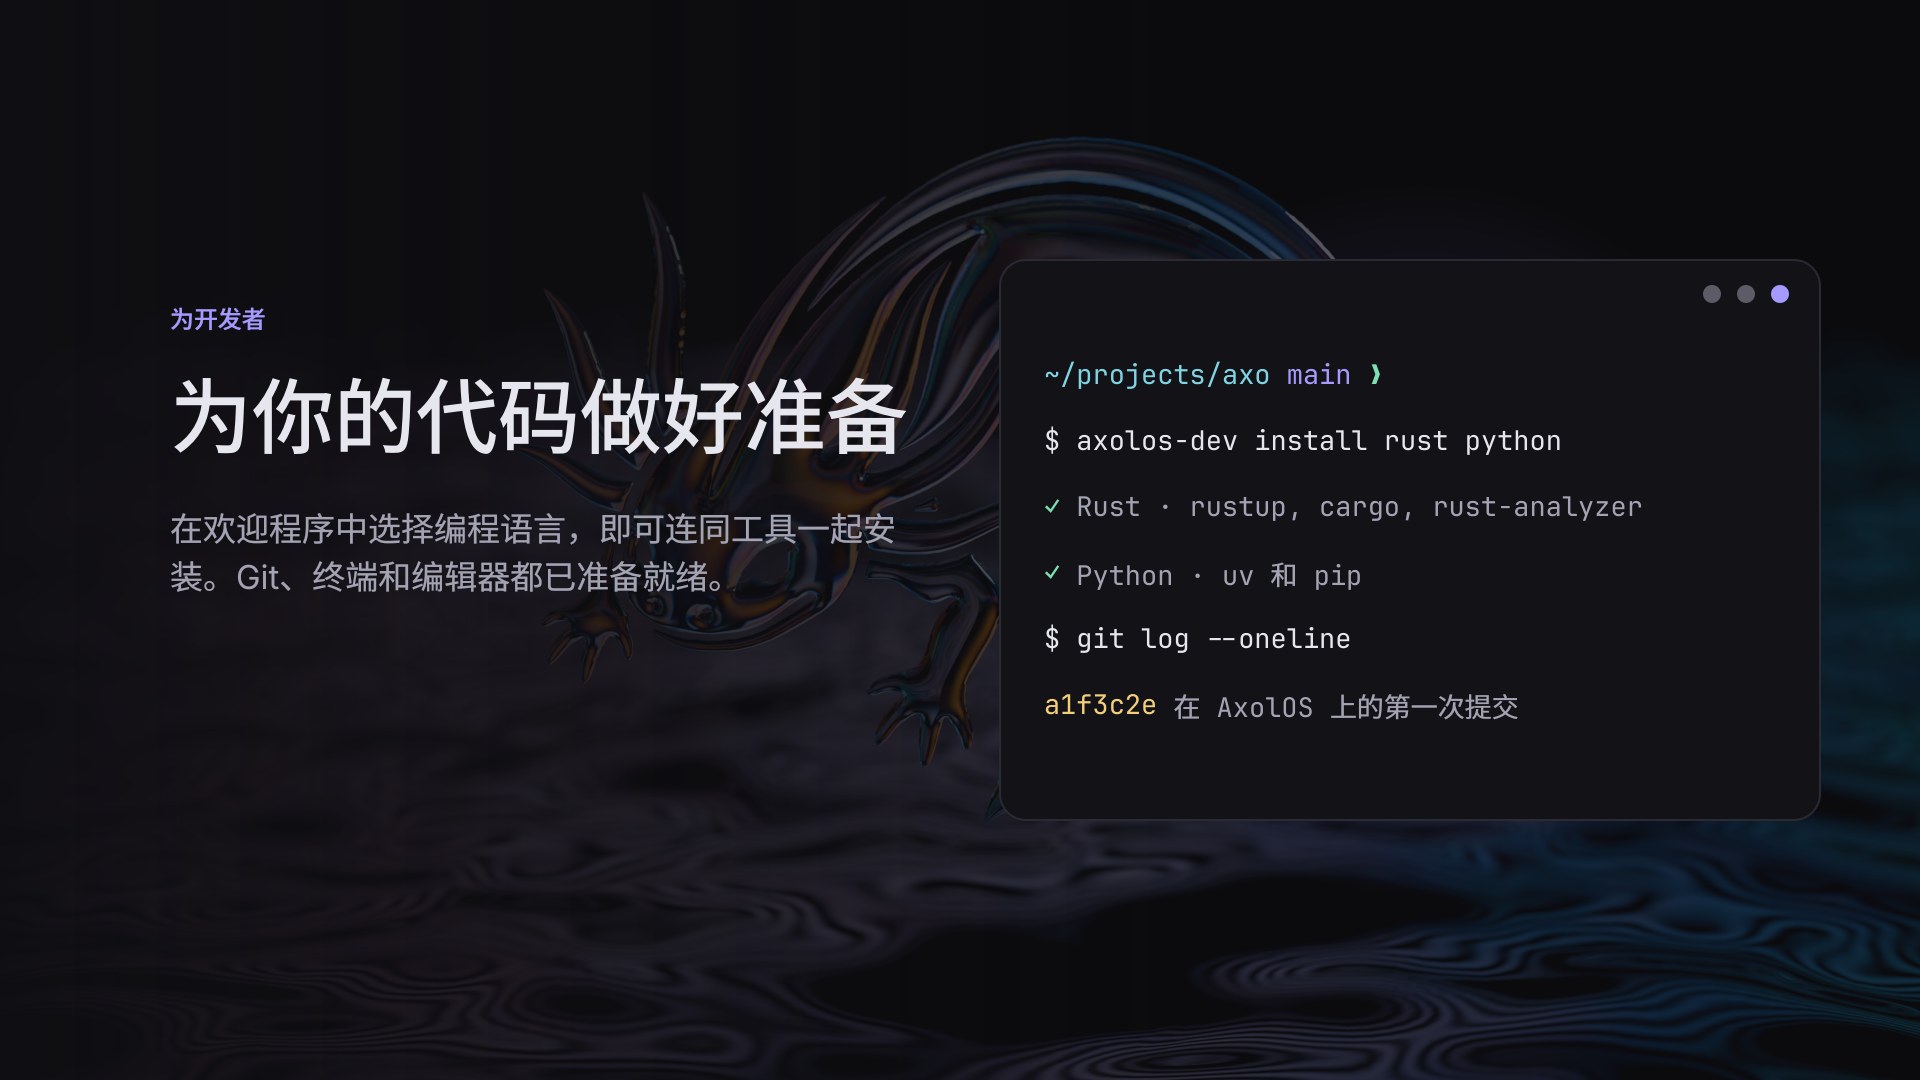 为开发者
为你的代码做好准备
在欢迎程序中选择编程语言，即可连同工具一起安
装。Git、终端和编辑器都已准备就绪。
~/projects/axo main ❯
$ axolos-dev install rust python
✓ Rust · rustup, cargo, rust-analyzer
✓ Python · uv 和 pip
$ git log --oneline
a1f3c2e 在 AxolOS 上的第一次提交